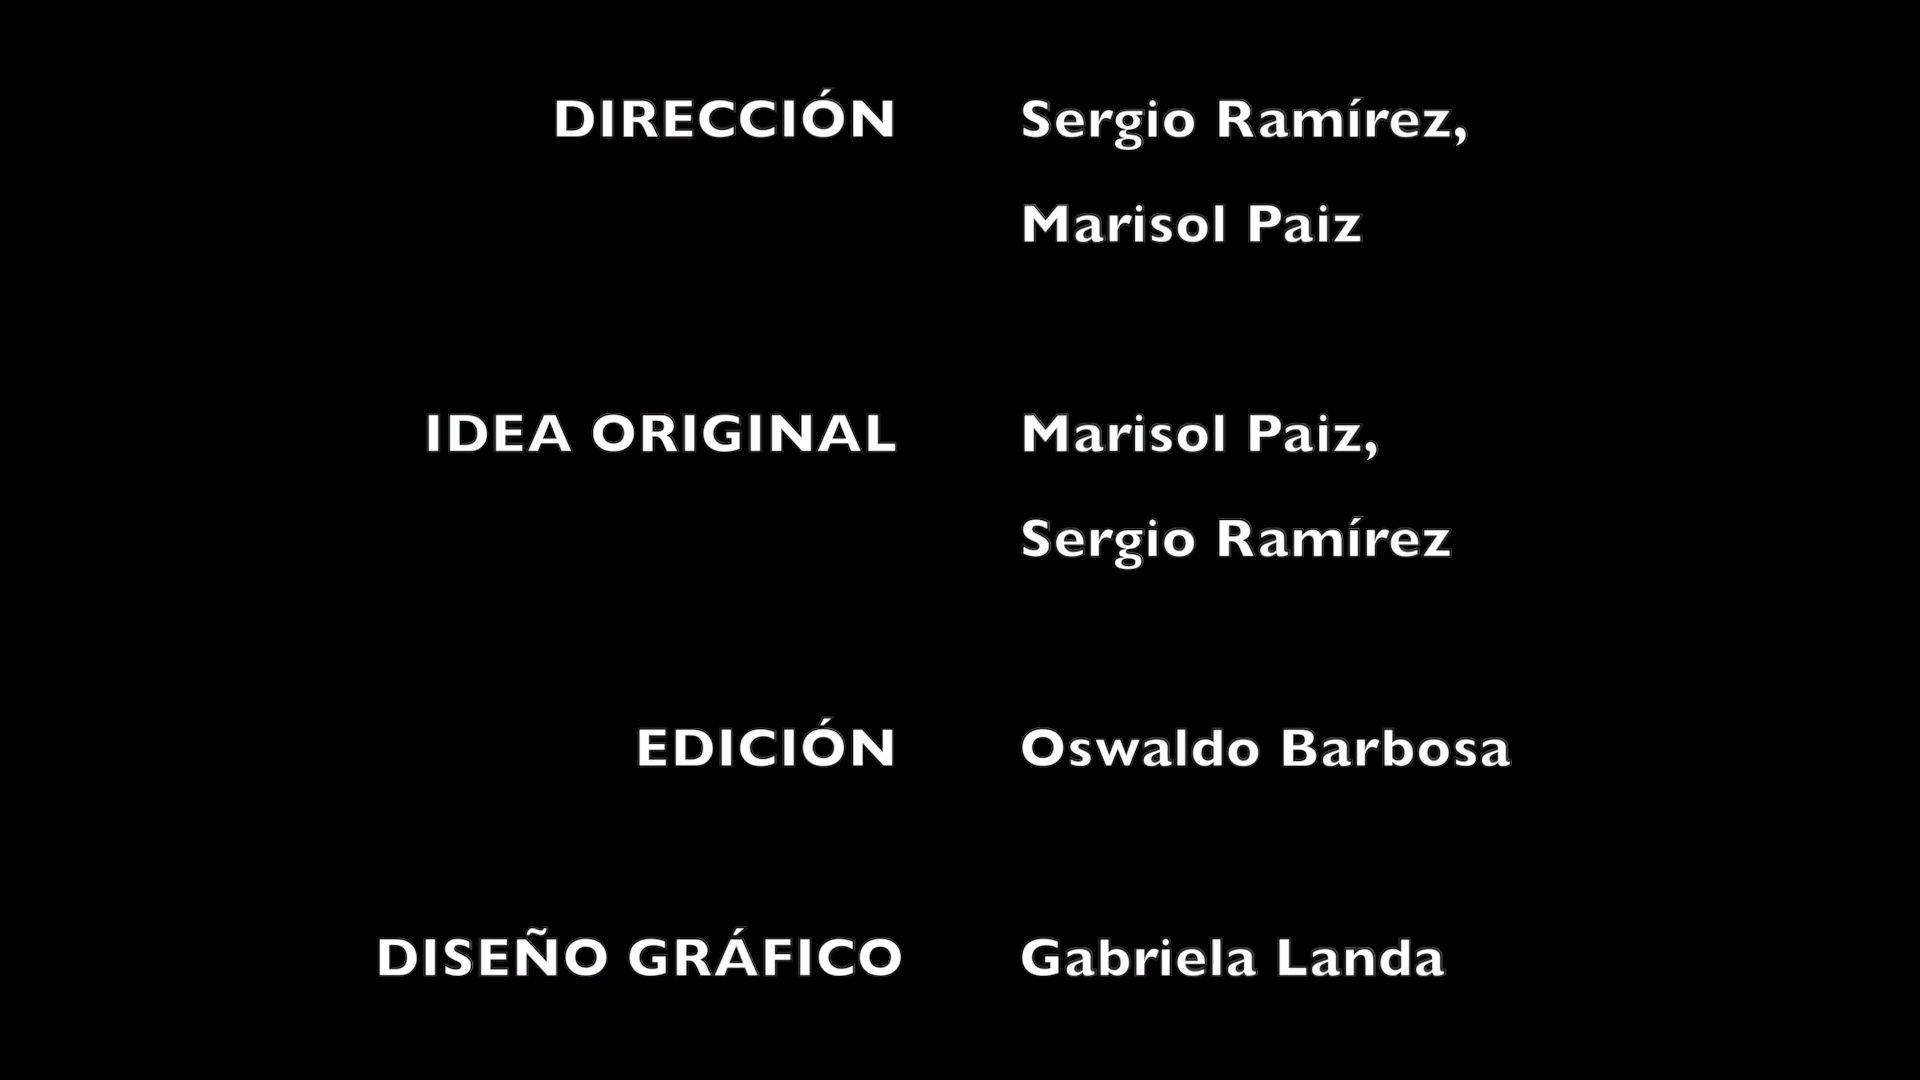 DIRECCIÓN Sergio Ramírez,
Marisol Paiz
IDEA ORIGINAL Marisol Paiz,
Sergio Ramírez
EDICIÓN Oswaldo Barbosa
DISEÑO GRÁFICO Gabriela Landa